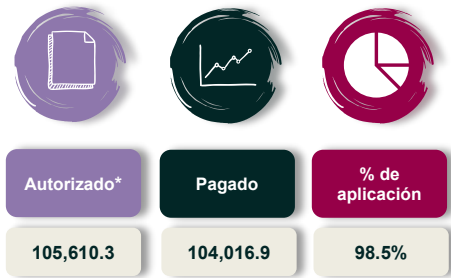 Autorizado*
Pagado
% de
aplicación
105,610.3
104,016.9
98.5%